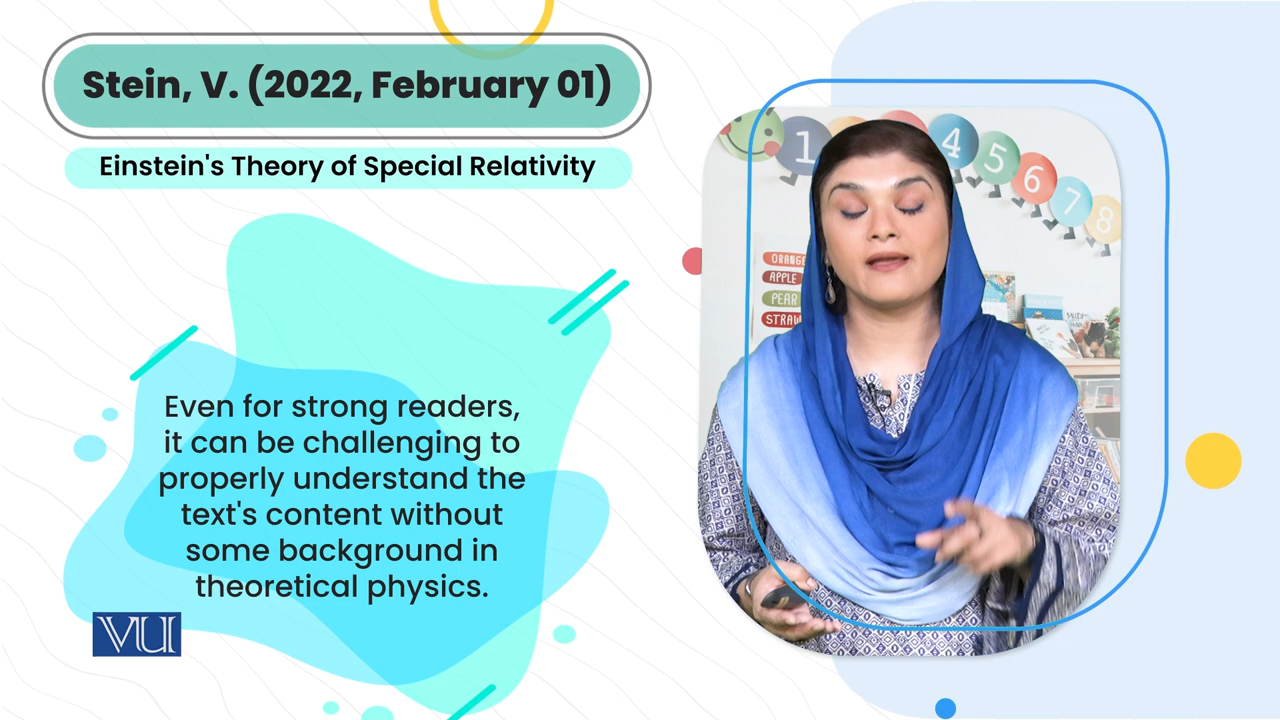 Stein, V. (2022, February 01)
Einstein's Theory of Special Relativity
Even for strong readers,
it can be challenging to
properly understand the
text's content without
some background in
theoretical physics.
VU
1
4
5
6
7
8
ORANGE
APPLE
PEAR
STRAW